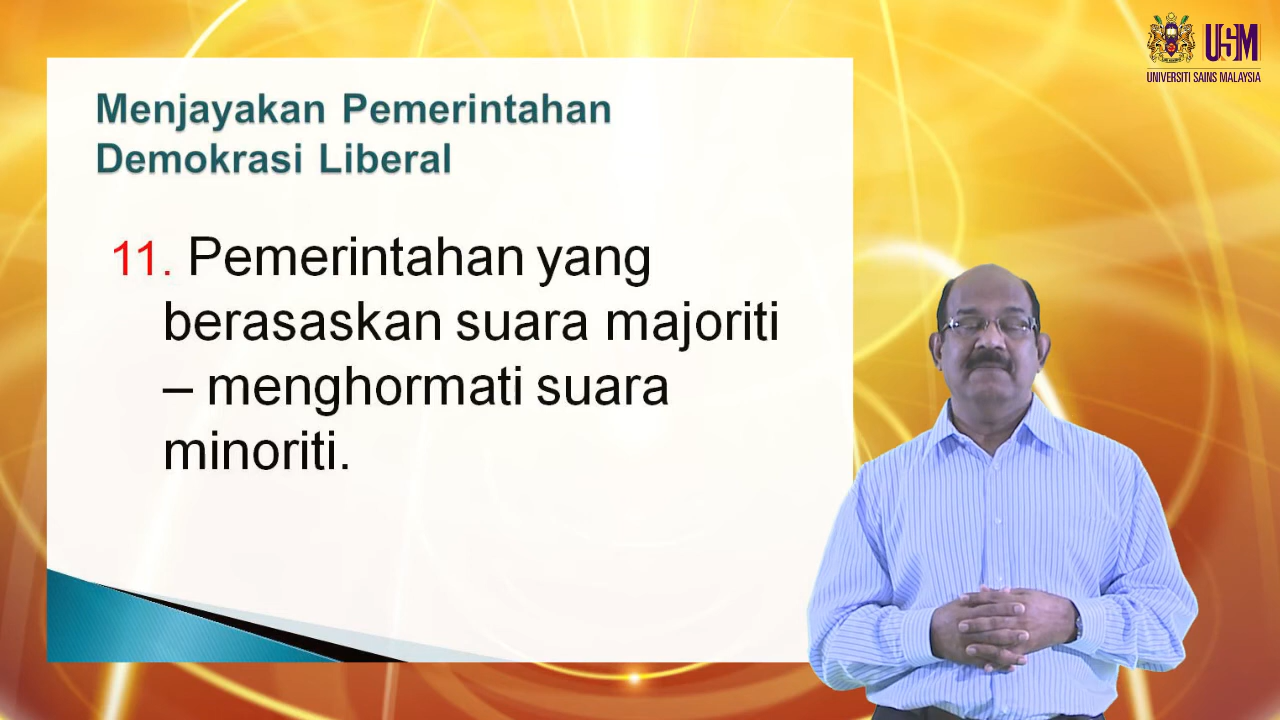 USM
UNIVERSITI SAINS MALAYSIA
Menjayakan Pemerintahan
Demokrasi Liberal
11. Pemerintahan yang
berasaskan suara majoriti
– menghormati suara
minoriti.